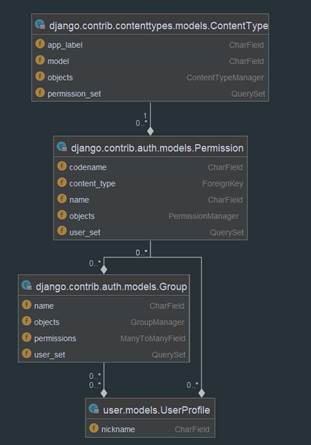 django.contrib.contenttypes.models.ContentType
app_label CharField
model CharField
objects ContentTypeManager
permission_set QuerySet
1
0..*
django.contrib.auth.models.Permission
codename CharField
content_type ForeignKey
name CharField
objects PermissionManager
user_set QuerySet
0..*
0..* 
django.contrib.auth.models.Group
name CharField
objects GroupManager
permissions ManyToManyField
user_set QuerySet
0..*
0..* 0..*
user.models.UserProfile
nickname CharField